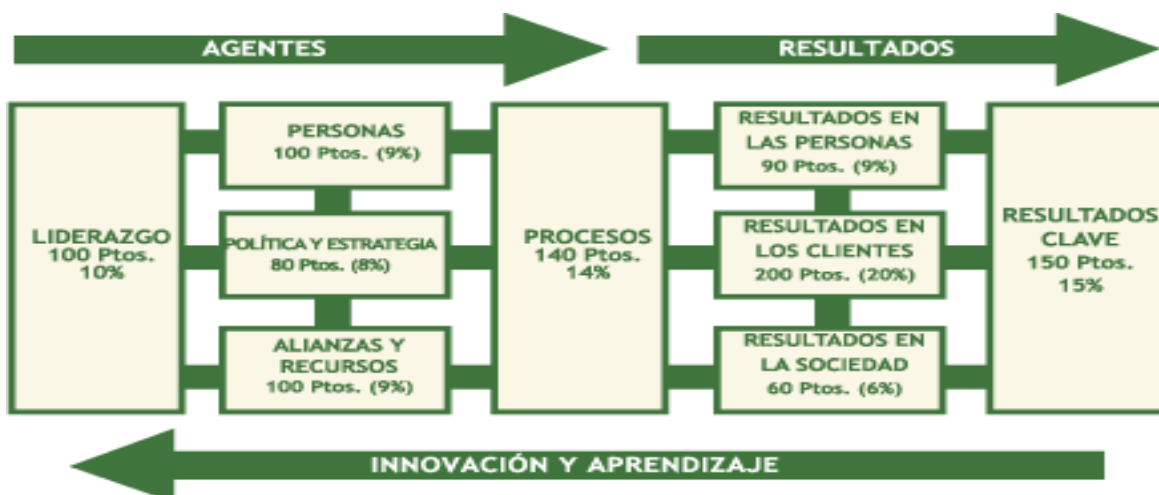 AGENTES
RESULTADOS
LIDERAZGO
100 Ptos.
10%
PERSONAS
100 Ptos. (9%)
POLÍTICA Y ESTRATEGIA
80 Ptos. (8%)
ALIANZAS Y
RECURSOS
100 Ptos. (9%)
PROCESOS
140 Ptos.
14%
RESULTADOS EN
LAS PERSONAS
90 Ptos. (9%)
RESULTADOS EN
LOS CLIENTES
200 Ptos. (20%)
RESULTADOS EN
LA SOCIEDAD
60 Ptos. (6%)
RESULTADOS
CLAVE
150 Ptos.
15%
INNOVACIÓN Y APRENDIZAJE